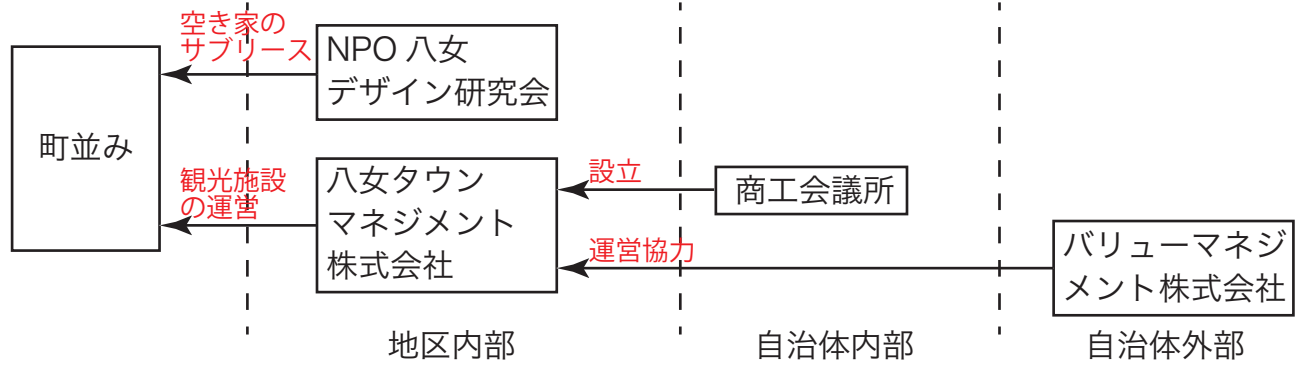 空き家の
サブリース
NPO 八女
デザイン研究会
町並み
観光施設
の運営
八女タウン
マネジメント
株式会社
設立
商工会議所
運営協力
バリューマネジ
メント株式会社
地区内部
自治体内部
自治体外部